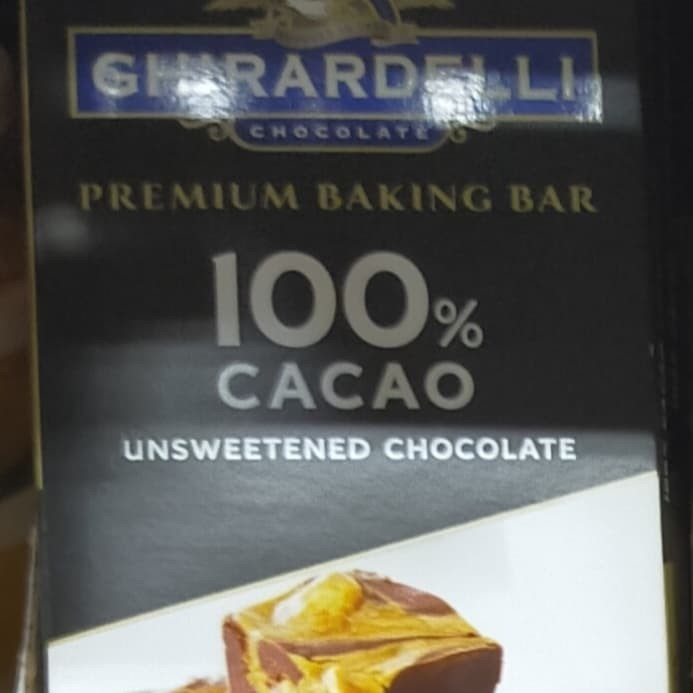 GHIRARDELLI
CHOCOLATE
PREMIUM BAKING BAR
100%
CACAO
UNSWEETENED CHOCOLATE